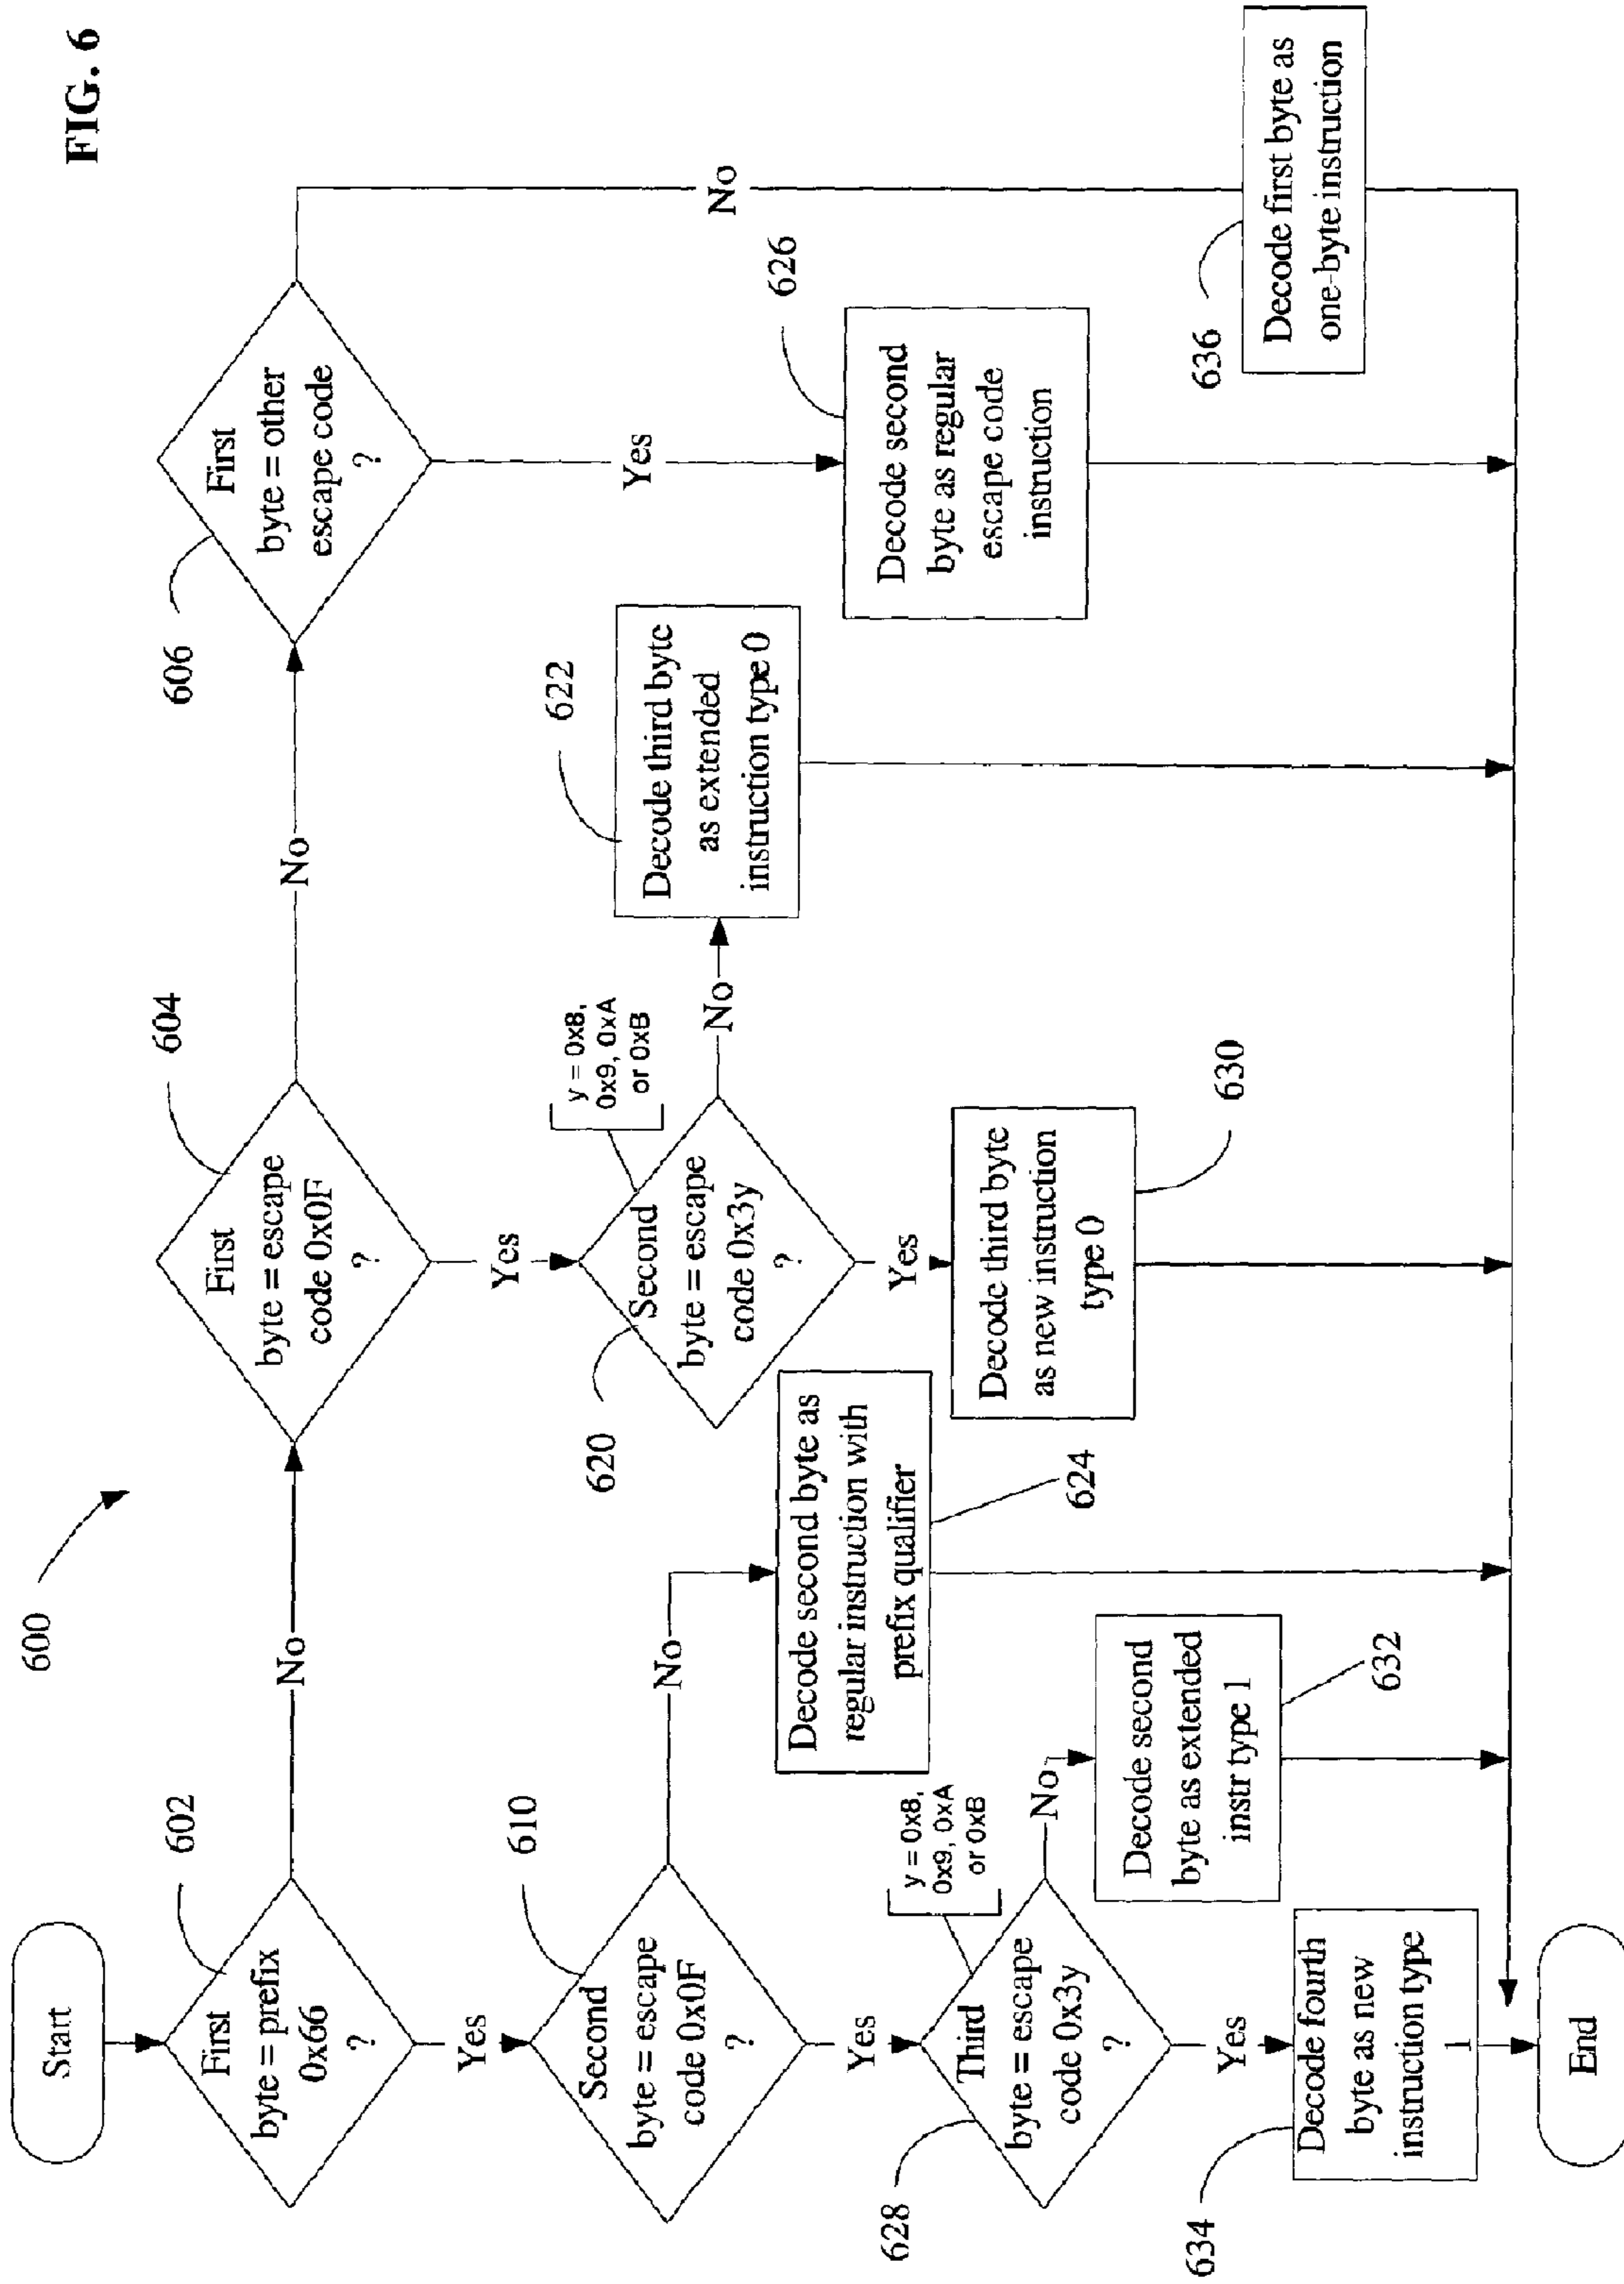 FIG. 6
600
Start
602
First
byte = prefix
0x66
?
No
Yes
604
First
byte = escape
code 0x0F
?
No
Yes
606
First
byte = other
escape code
?
No
Yes
610
Second
byte = escape
code 0x0F
?
No
Yes
620
Second
byte = escape
code 0x3y
?
y = 0x8,
0x9, 0xA
or 0xB
No
Yes
622
Decode third byte
as extended
instruction type 0
624
Decode second byte as
regular instruction with
prefix qualifier
626
Decode second
byte as regular
escape code
instruction
628
Third
byte = escape
code 0x3y
?
y = 0x8,
0x9, 0xA
or 0xB
No
Yes
630
Decode third byte
as new instruction
type 0
632
Decode second
byte as extended
instr type 1
634
Decode fourth
byte as new
instruction type
1
636
Decode first byte as
one-byte instruction
End